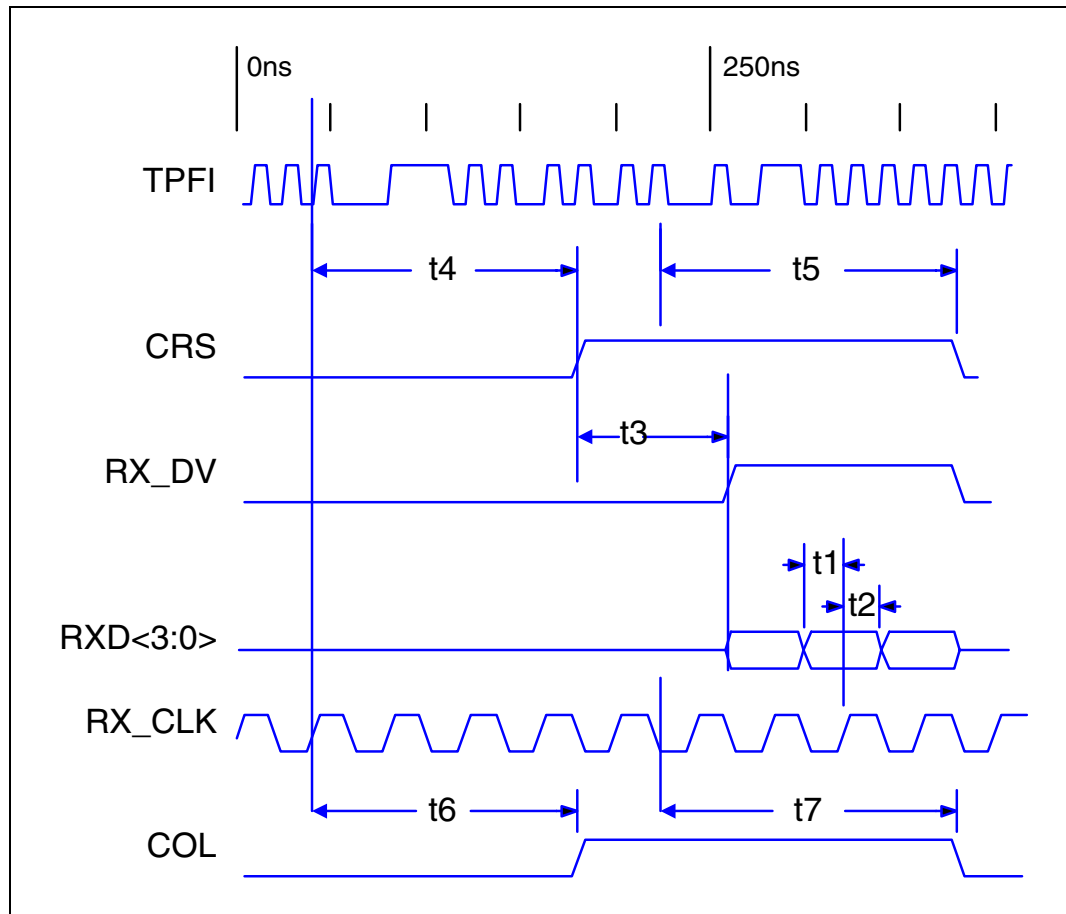 0ns
250ns
TPFI
t4
t5
CRS
t3
RX_DV
t1
t2
RXD<3:0>
RX_CLK
t6
t7
COL